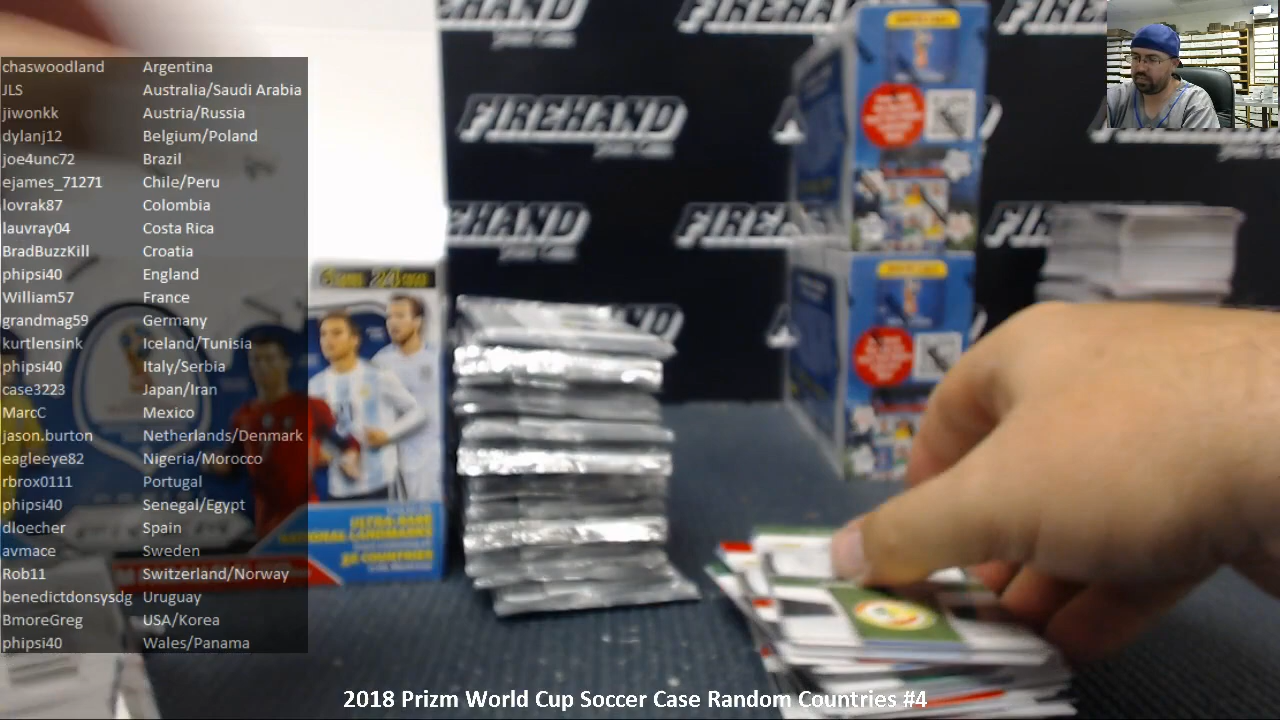 chaswoodland Argentina
JLS Australia/Saudi Arabia
jiwonkk Austria/Russia
dylanj12 Belgium/Poland
joe4unc72 Brazil
ejames_71271 Chile/Peru
lovrak87 Colombia
lauvray04 Costa Rica
BradBuzzKill Croatia
phipsi40 England
William57 France
grandmag59 Germany
kurtlensink Iceland/Tunisia
phipsi40 Italy/Serbia
case3223 Japan/Iran
MarcC Mexico
jason.burton Netherlands/Denmark
eagleeye82 Nigeria/Morocco
rbrox0111 Portugal
phipsi40 Senegal/Egypt
dloecher Spain
avmace Sweden
Rob11 Switzerland/Norway
benedictdonsysdg Uruguay
BmoreGreg USA/Korea
phipsi40 Wales/Panama
FIREHAND
ULTRA-RARE
NATIONAL LANDMARKS
2018 Prizm World Cup Soccer Case Random Countries #4